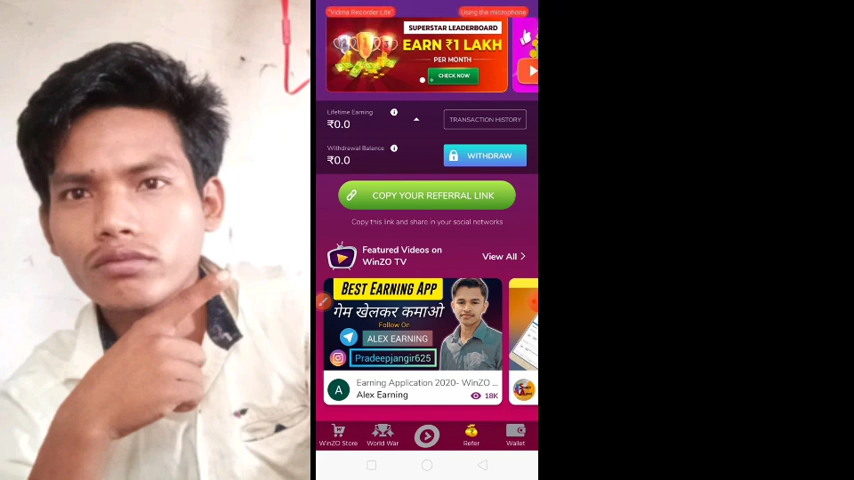 "Vidma Recorder Lite"
Using the microphone
SUPERSTAR LEADERBOARD
EARN ₹1 LAKH
PER MONTH
CHECK NOW
Lifetime Earning
₹0.0
TRANSACTION HISTORY
Withdrawal Balance
₹0.0
WITHDRAW
COPY YOUR REFERRAL LINK
Copy this link and share in your social networks
Featured Videos on
WinZO TV
View All
BEST EARNING APP
गेम खेलकर कमाओ
Follow On
ALEX EARNING
Pradeepjangir625
A
Earning Application 2020- WinZO ...
Alex Earning
18K
WinZO Store
World War
Refer
Wallet